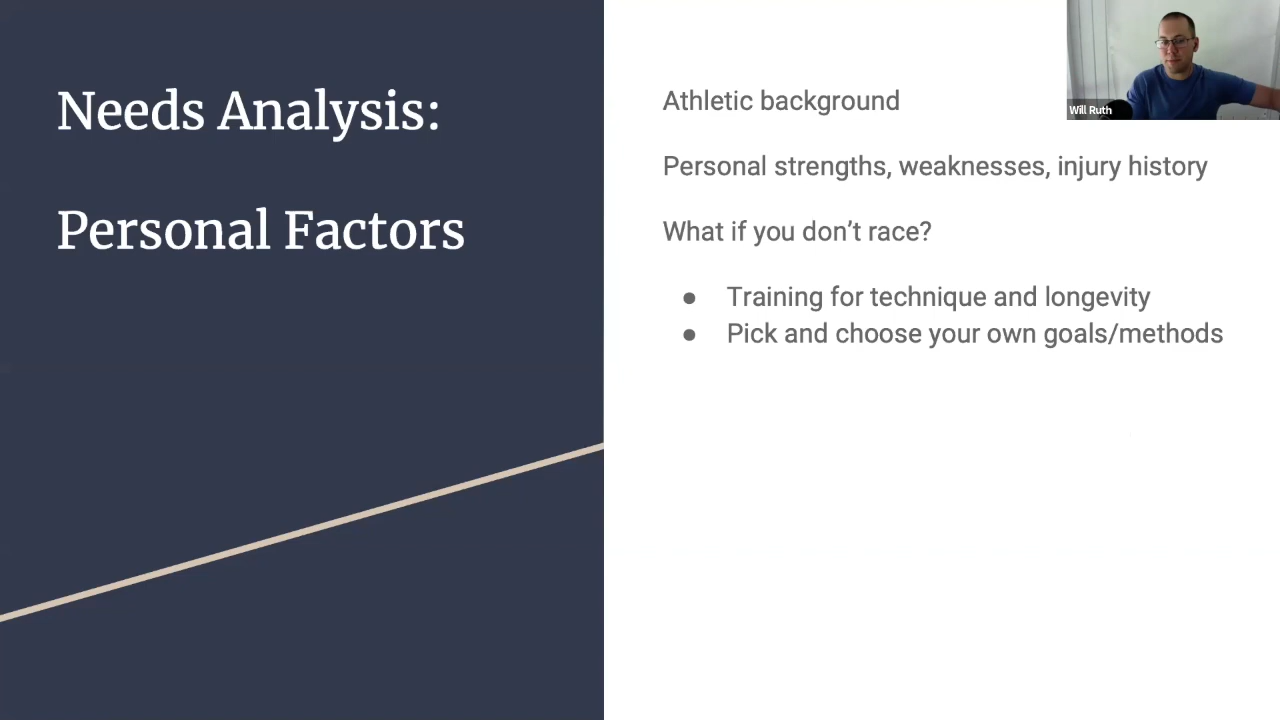 Needs Analysis:
Personal Factors
Athletic background
Personal strengths, weaknesses, injury history
What if you don’t race?
● Training for technique and longevity
● Pick and choose your own goals/methods
Will Ruth